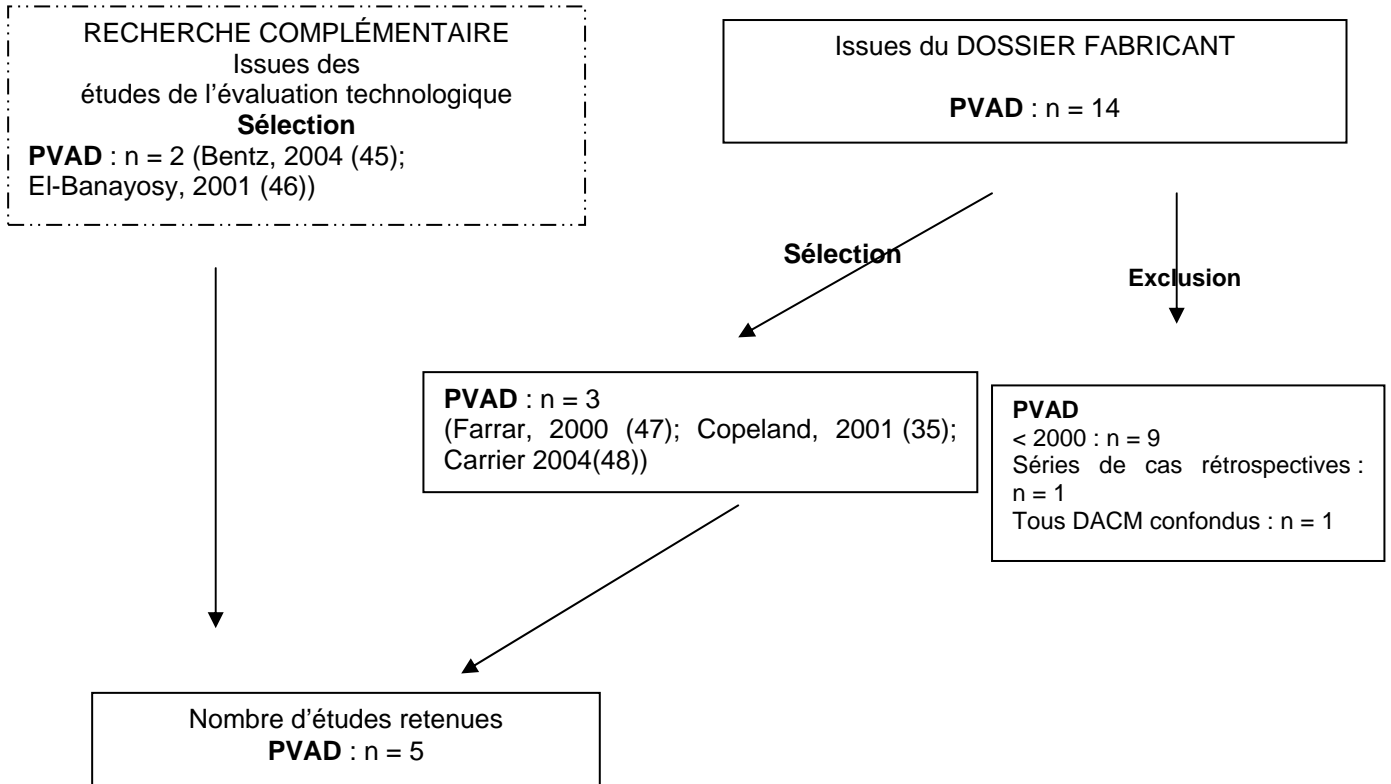 RECHERCHE COMPLÉMENTAIRE
Issues des
études de l'évaluation technologique
Sélection
PVAD : n = 2 (Bentz, 2004 (45);
El-Banayosy, 2001 (46))
Issues du DOSSIER FABRICANT
PVAD : n = 14
Sélection
Exclusion
PVAD : n = 3
(Farrar, 2000 (47); Copeland, 2001 (35);
Carrier 2004(48))
PVAD
< 2000 : n = 9
Séries de cas rétrospectives :
n = 1
Tous DACM confondus : n = 1
Nombre d'études retenues
PVAD : n = 5